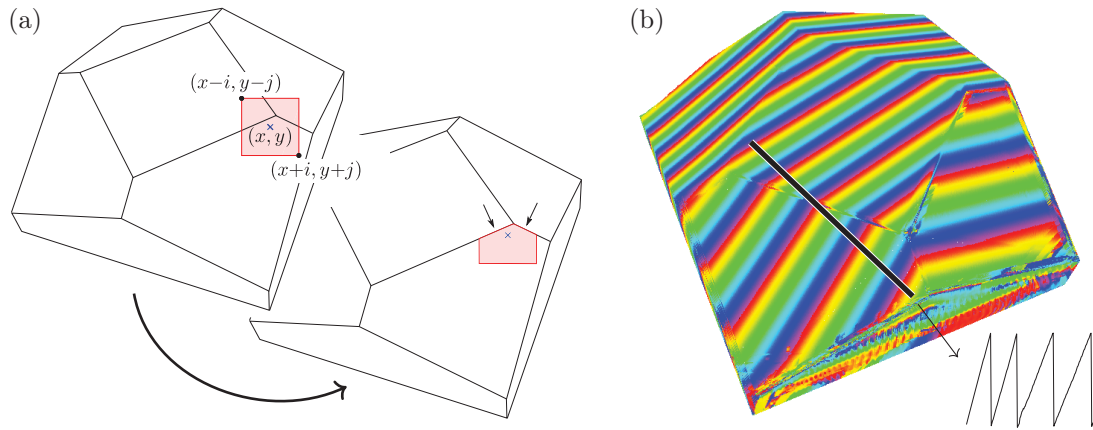 (a)
(b)
(x−i, y−j)
(x, y)
(x+i, y+j)